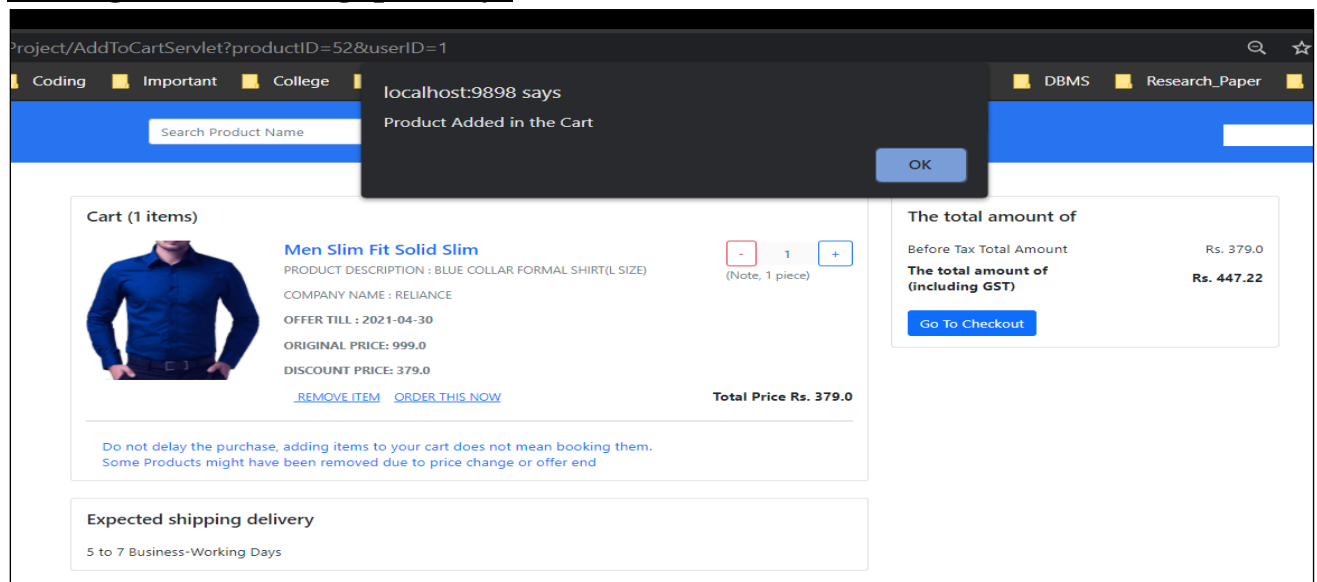 Project/AddToCartServlet?productID=52&userID=1
Coding Important College DBMS Research_Paper
localhost:9898 says
Product Added in the Cart
OK
Search Product Name
Cart (1 items)
Men Slim Fit Solid Slim
PRODUCT DESCRIPTION : BLUE COLLAR FORMAL SHIRT(L SIZE)
COMPANY NAME : RELIANCE
OFFER TILL : 2021-04-30
ORIGINAL PRICE: 999.0
DISCOUNT PRICE: 379.0
REMOVE ITEM ORDER THIS NOW
- 1 +
(Note, 1 piece)
Total Price Rs. 379.0
Do not delay the purchase, adding items to your cart does not mean booking them.
Some Products might have been removed due to price change or offer end
The total amount of
Before Tax Total Amount Rs. 379.0
The total amount of
(including GST) Rs. 447.22
Go To Checkout
Expected shipping delivery
5 to 7 Business-Working Days